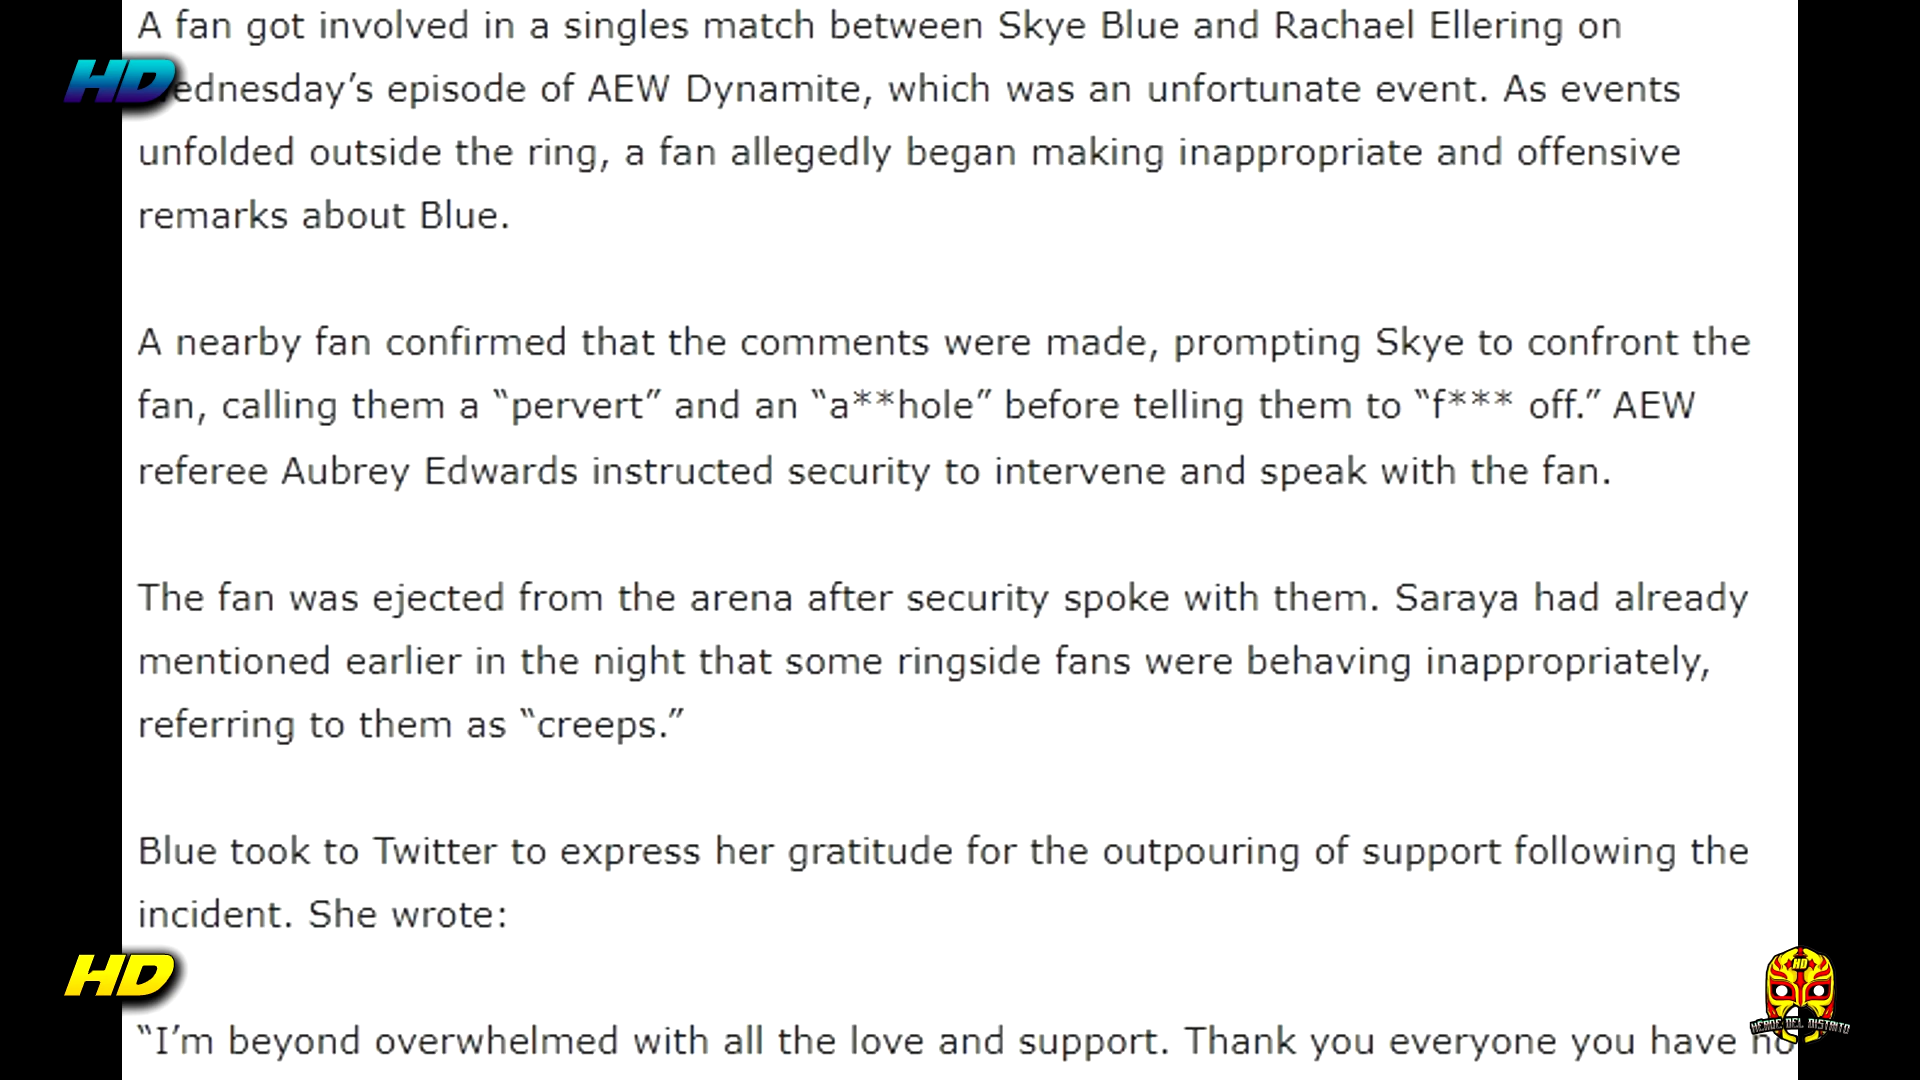 A fan got involved in a singles match between Skye Blue and Rachael Ellering on
HD
ednesday’s episode of AEW Dynamite, which was an unfortunate event. As events
unfolded outside the ring, a fan allegedly began making inappropriate and offensive
remarks about Blue.
A nearby fan confirmed that the comments were made, prompting Skye to confront the
fan, calling them a “pervert” and an “a**hole” before telling them to “f*** off.” AEW
referee Aubrey Edwards instructed security to intervene and speak with the fan.
The fan was ejected from the arena after security spoke with them. Saraya had already
mentioned earlier in the night that some ringside fans were behaving inappropriately,
referring to them as “creeps.”
Blue took to Twitter to express her gratitude for the outpouring of support following the
incident. She wrote:
HD
HD
HEROE DEL DISTRITO
“I’m beyond overwhelmed with all the love and support. Thank you everyone you have no